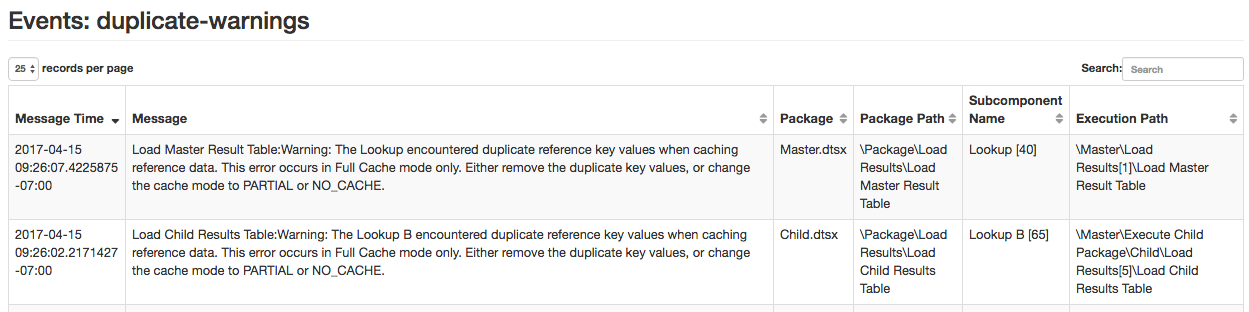 Events: duplicate-warnings
25 records per page
Search: Search
Message Time Message Package Package Path Subcomponent Name Execution Path
2017-04-15 09:26:07.4225875 -07:00
Load Master Result Table:Warning: The Lookup encountered duplicate reference key values when caching
reference data. This error occurs in Full Cache mode only. Either remove the duplicate key values, or change
the cache mode to PARTIAL or NO_CACHE.
Master.dtsx
\Package\Load
Results\Load
Master Result
Table
Lookup [40]
\Master\Load
Results[1]\Load Master
Result Table
2017-04-15
09:26:02.2171427
-07:00
Load Child Results Table:Warning: The Lookup B encountered duplicate reference key values when caching
reference data. This error occurs in Full Cache mode only. Either remove the duplicate key values, or change
the cache mode to PARTIAL or NO_CACHE.
Child.dtsx
\Package\Load
Results\Load
Child Results
Table
Lookup B [65]
\Master\Execute Child
Package\Child\Load
Results[5]\Load Child
Results Table